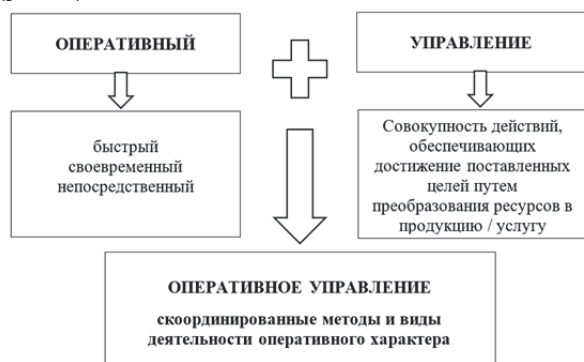 ОПЕРАТИВНЫЙ
УПРАВЛЕНИЕ
быстрый
своевременный
непосредственный
Совокупность действий,
обеспечивающих
достижение поставленных
целей путем
преобразования ресурсов в
продукцию / услугу
ОПЕРАТИВНОЕ УПРАВЛЕНИЕ
скоординированные методы и виды
деятельности оперативного характера